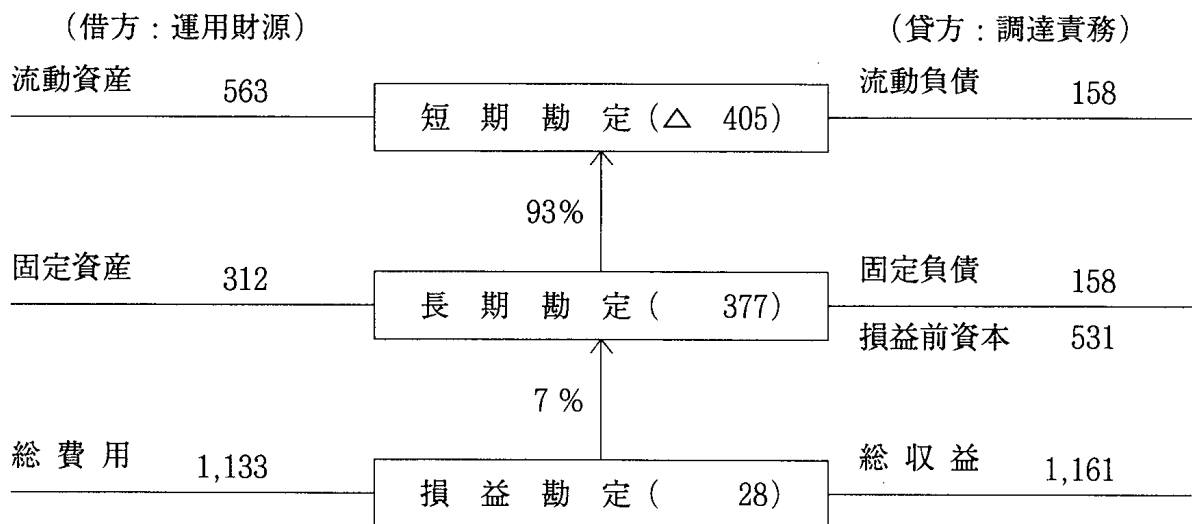 (借方：運用財源) (貸方：調達責務)
流動資産 563 短期勘定(△ 405) 流動負債 158
93%
固定資産 312 長期勘定( 377) 固定負債 158
損益前資本 531
7%
総費用 1,133 損益勘定( 28) 総収益 1,161